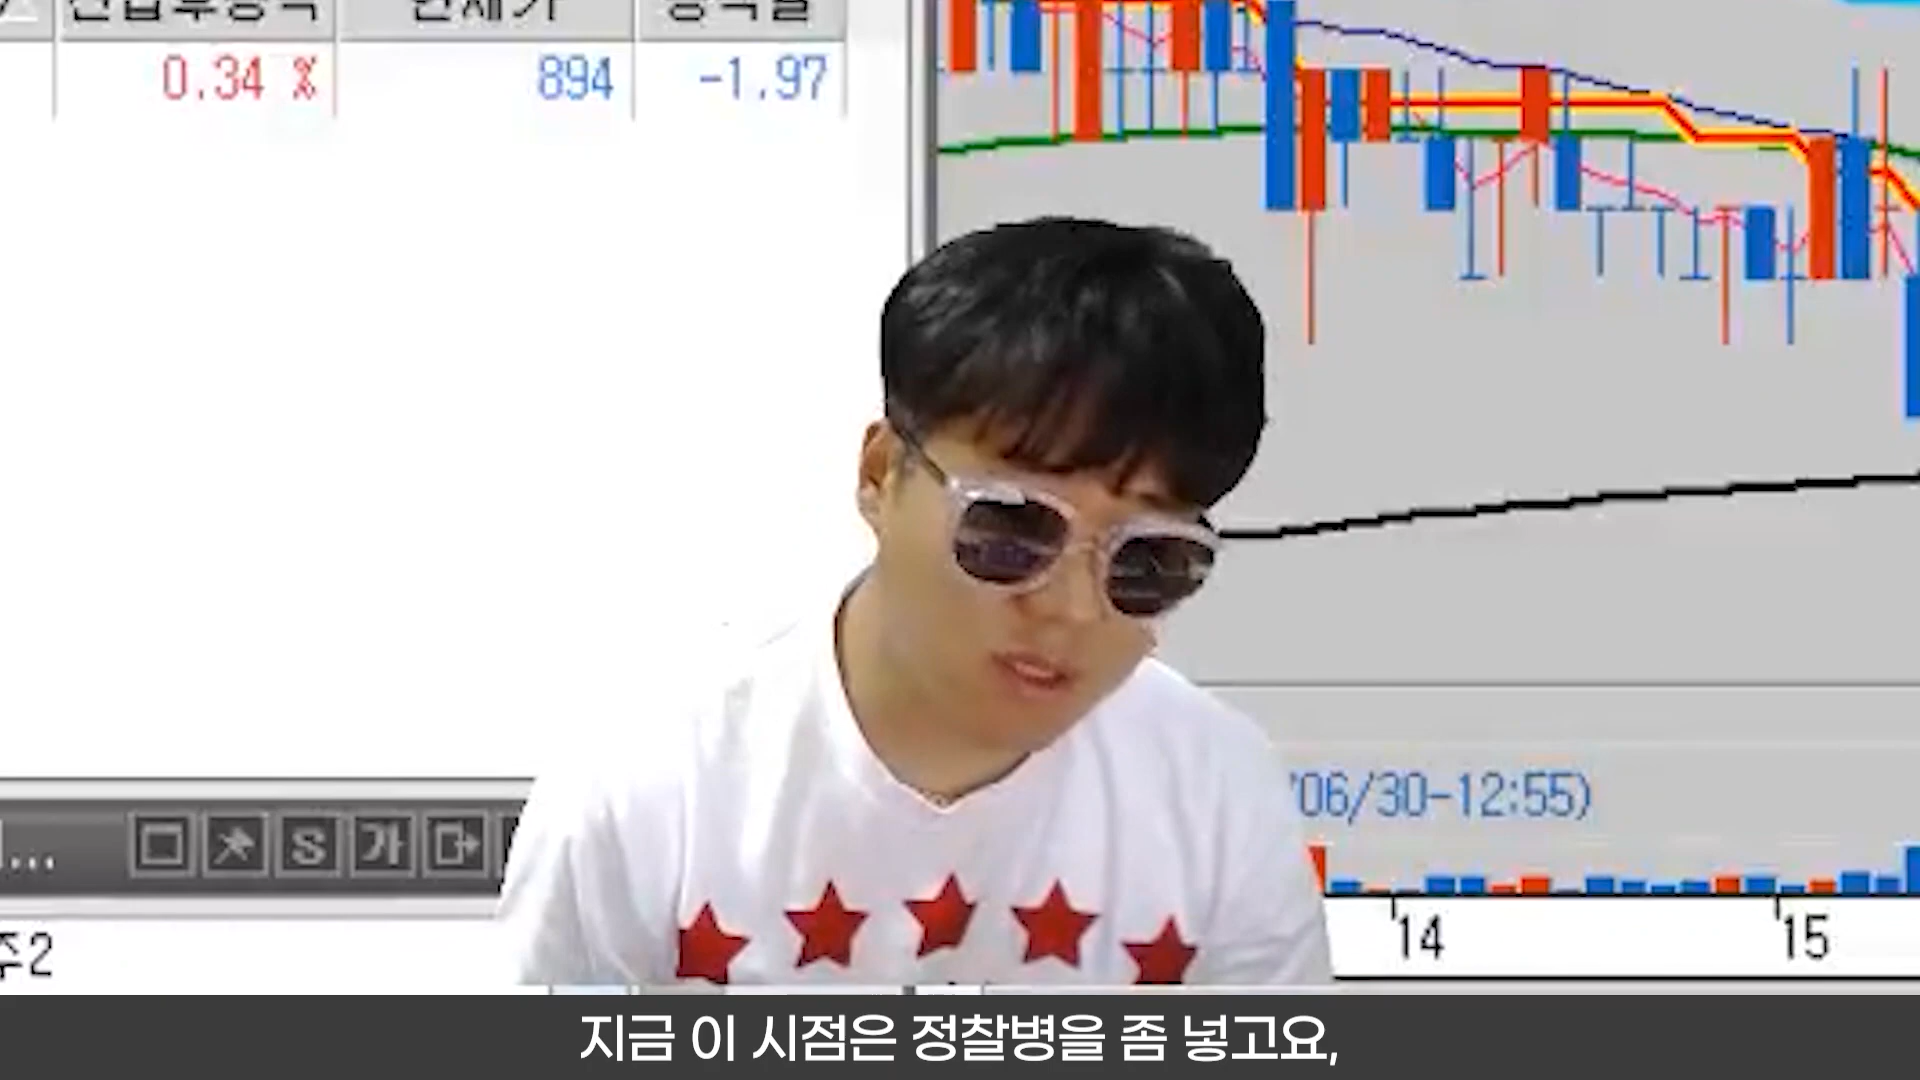 0.34 %
894
-1.97
'06/30-12:55)
S 가
14
15
주2
지금 이 시점은 정찰병을 좀 넣고요,